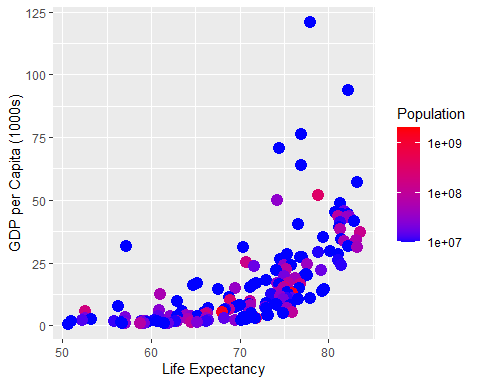 125
100
75
50
25
0
GDP per Capita (1000s)
50 60 70 80
Life Expectancy
Population
1e+09
1e+08
1e+07